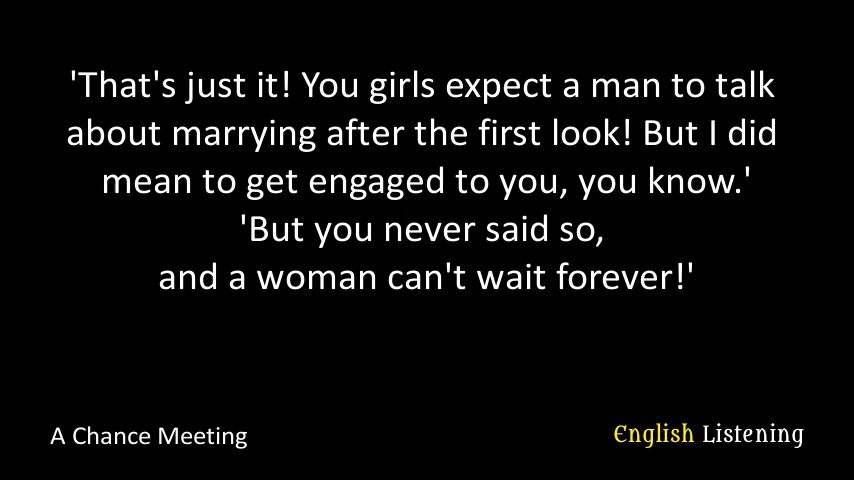 'That's just it! You girls expect a man to talk
about marrying after the first look! But I did
mean to get engaged to you, you know.'
'But you never said so,
and a woman can't wait forever!'
A Chance Meeting
English Listening